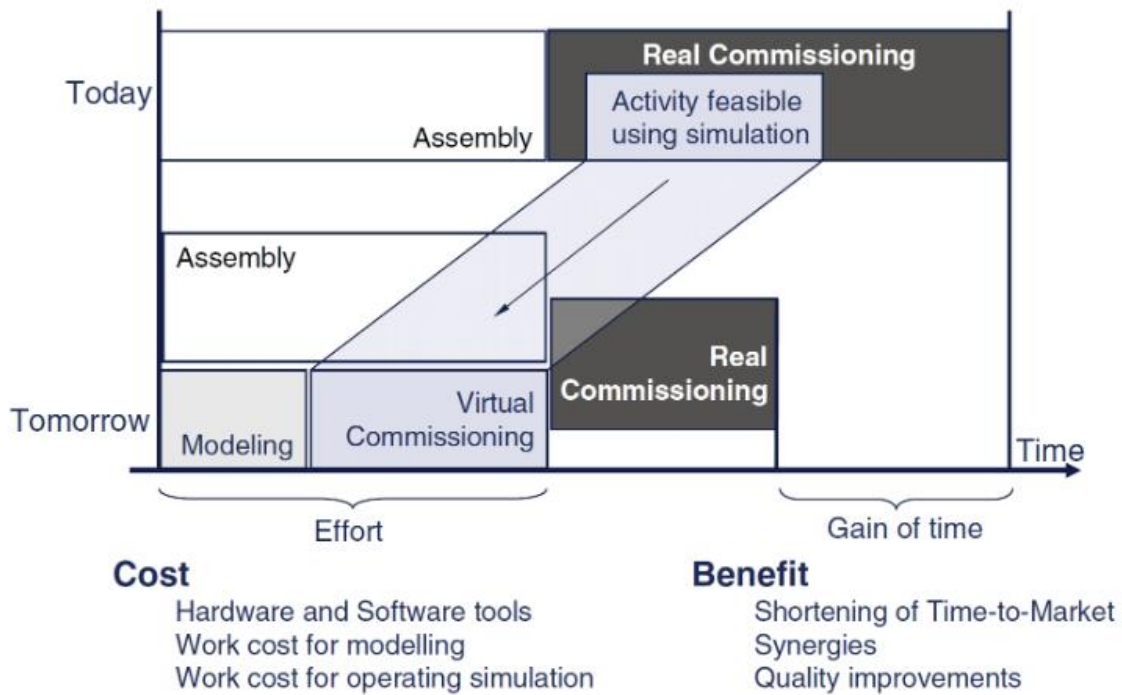 Real Commissioning
Today
Activity feasible
using simulation
Assembly
Assembly
Real
Commissioning
Tomorrow
Virtual
Commissioning
Modeling
Time
Effort
Gain of time
Cost
Hardware and Software tools
Work cost for modelling
Work cost for operating simulation
Benefit
Shortening of Time-to-Market
Synergies
Quality improvements